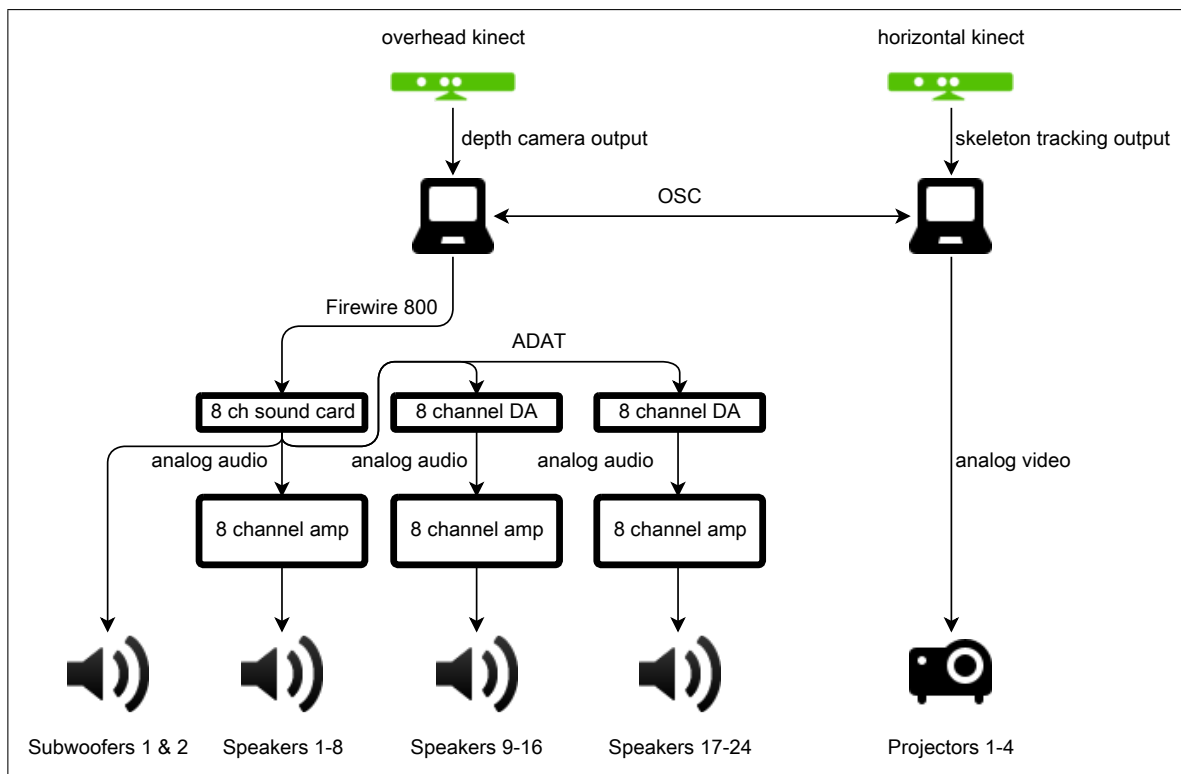 overhead kinect
horizontal kinect
depth camera output
skeleton tracking output
OSC
Firewire 800
ADAT
8 ch sound card
8 channel DA
8 channel DA
analog audio
analog audio
analog audio
analog video
8 channel amp
8 channel amp
8 channel amp
Subwoofers 1 & 2
Speakers 1-8
Speakers 9-16
Speakers 17-24
Projectors 1-4